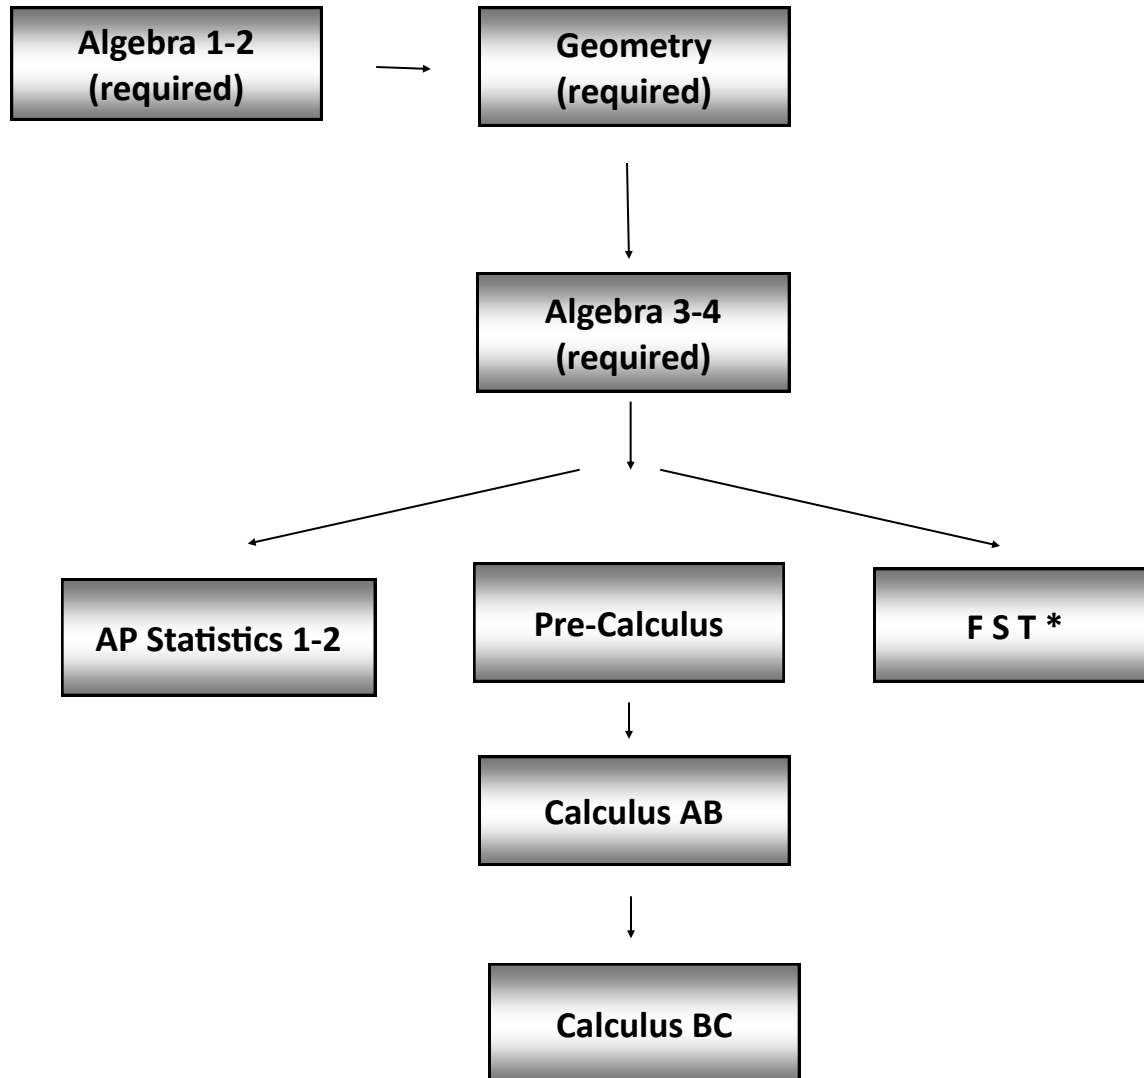 Algebra 1-2
(required)
Geometry
(required)
Algebra 3-4
(required)
AP Statistics 1-2
Pre-Calculus
F S T *
Calculus AB
Calculus BC